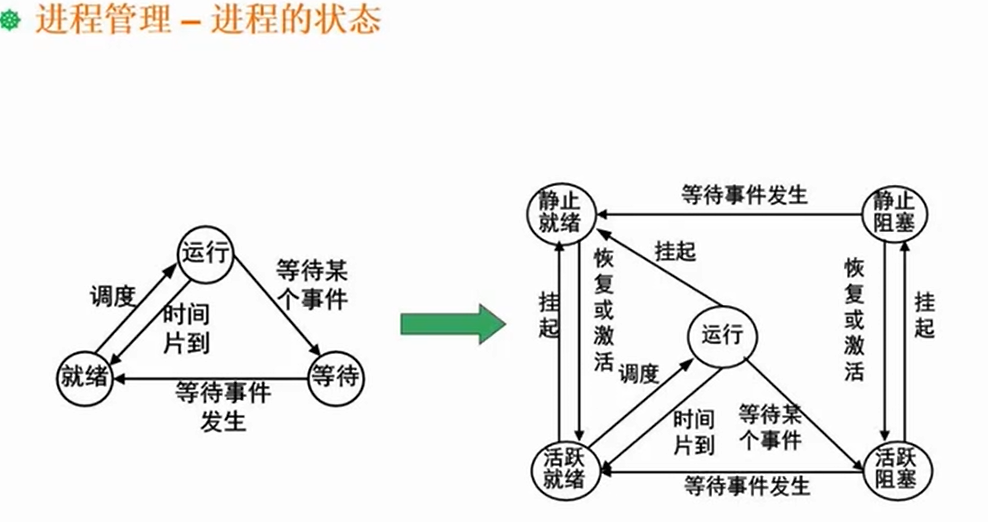 进程管理 – 进程的状态
运行
调度
等待某
个事件
时间
片到
就绪
等待
等待事件
发生
静止
就绪
等待事件发生
静止
阻塞
挂起
恢复或激活
挂起
运行
恢复或激活
挂起
调度
时间
片到
等待某
个事件
活跃
就绪
等待事件发生
活跃
阻塞